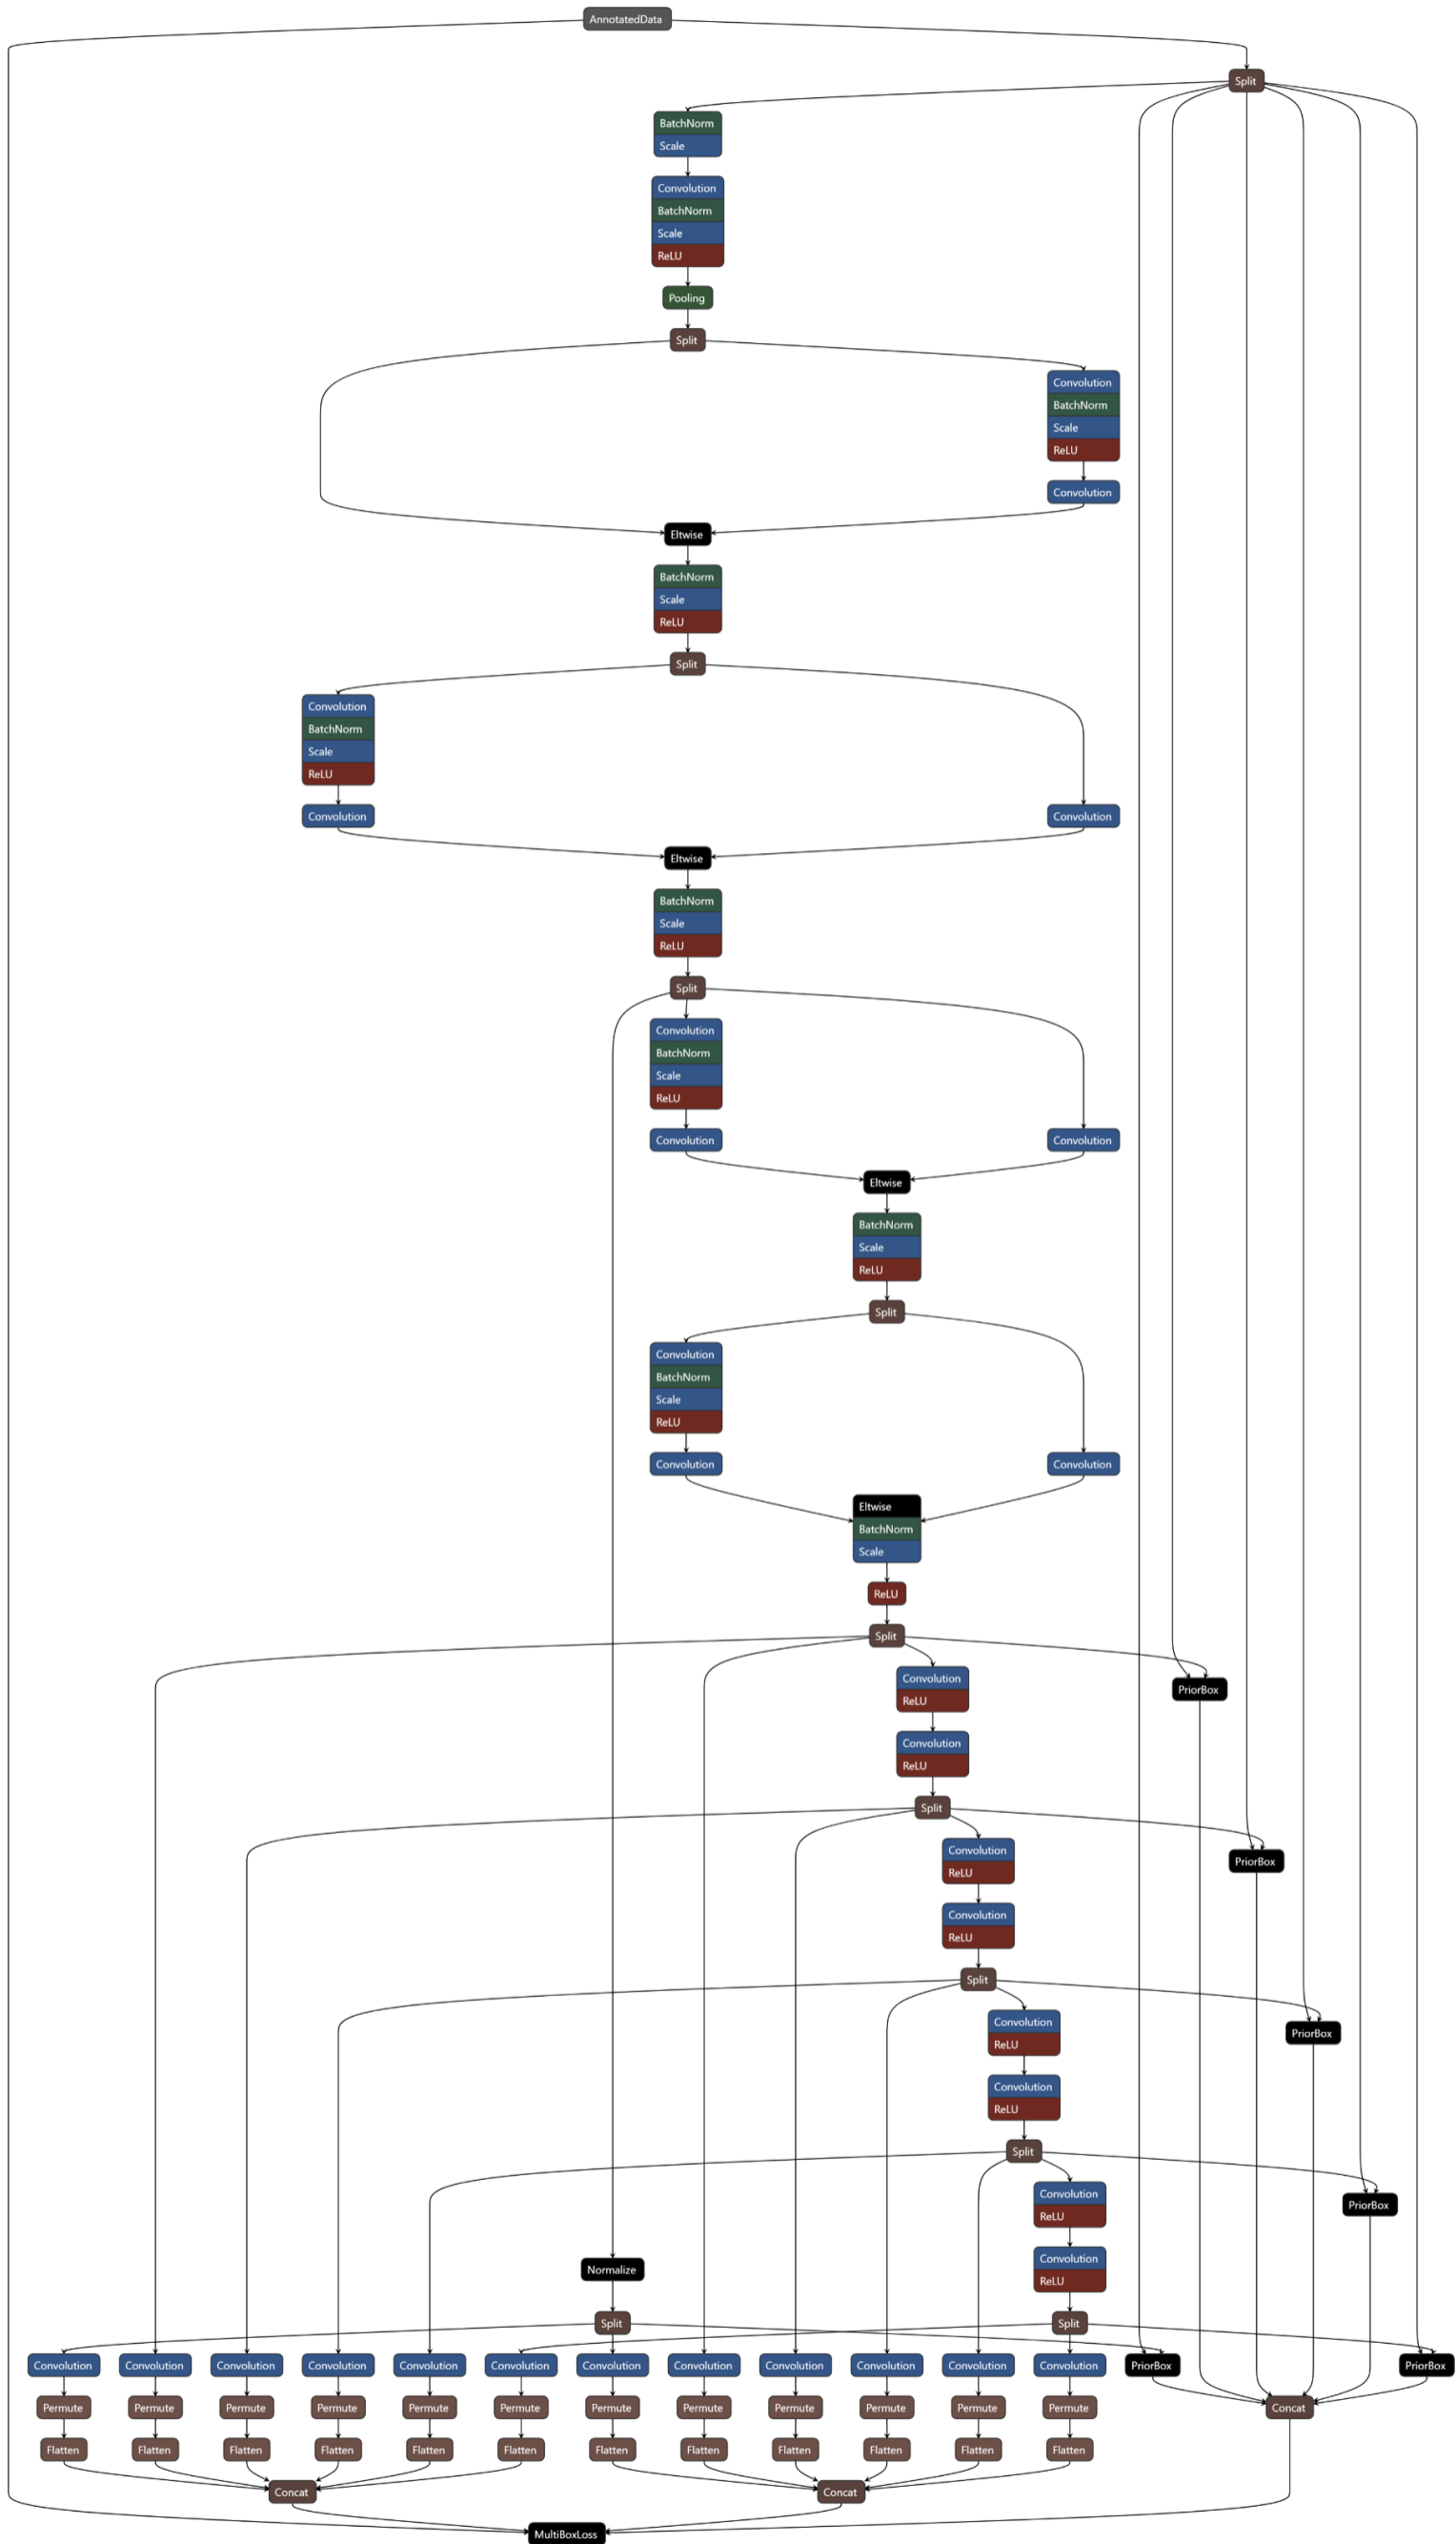 AnnotatedData
Split
BatchNorm
Scale
Convolution
BatchNorm
Scale
ReLU
Pooling
Split
Convolution
BatchNorm
Scale
ReLU
Convolution
Eltwise
BatchNorm
Scale
ReLU
Split
Convolution
BatchNorm
Scale
ReLU
Convolution Convolution
Eltwise
BatchNorm
Scale
ReLU
Split
Convolution
BatchNorm
Scale
ReLU
Convolution Convolution
Eltwise
BatchNorm
Scale
ReLU
Split
Convolution
BatchNorm
Scale
ReLU
Convolution Convolution
Eltwise
BatchNorm
Scale
ReLU
Split
Convolution
PriorBox
ReLU
Convolution
ReLU
Split
Convolution
PriorBox
ReLU
Convolution
ReLU
Split
Convolution
PriorBox
ReLU
Convolution
ReLU
Split
Convolution
PriorBox
ReLU
Convolution
Normalize
ReLU
Split Split
Convolution Convolution Convolution Convolution Convolution Convolution Convolution Convolution Convolution Convolution Convolution Convolution PriorBox PriorBox
Permute Permute Permute Permute Permute Permute Permute Permute Permute Permute Permute Permute Concat
Flatten Flatten Flatten Flatten Flatten Flatten Flatten Flatten Flatten Flatten Flatten Flatten
Concat Concat
MultiBoxLoss